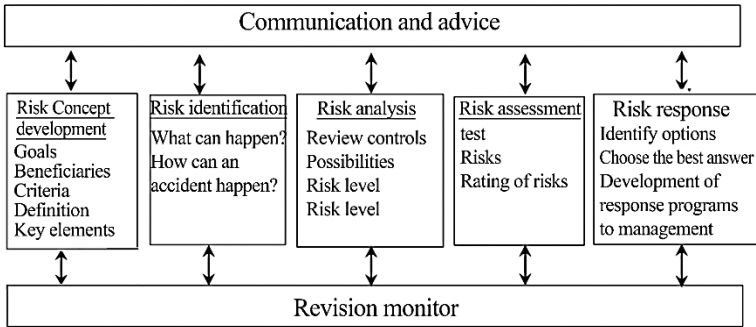 Communication and advice
Risk Concept
development
Goals
Beneficiaries
Criteria
Definition
Key elements
Risk identification
What can happen?
How can an
accident happen?
Risk analysis
Review controls
Possibilities
Risk level
Risk level
Risk assessment
test
Risks
Rating of risks
Risk response
Identify options
Choose the best answer
Development of
response programs
to management
Revision monitor